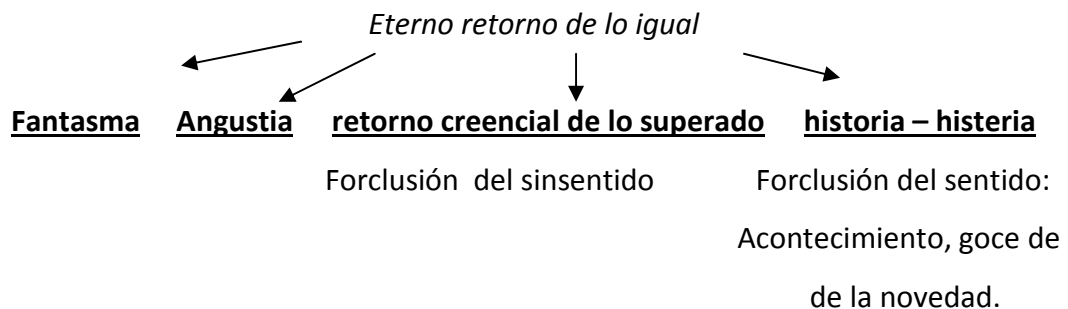 Eterno retorno de lo igual
Fantasma Angustia retorno creencial de lo superado historia – histeria
Forclusión del sinsentido Forclusión del sentido:
Acontecimiento, goce de
de la novedad.